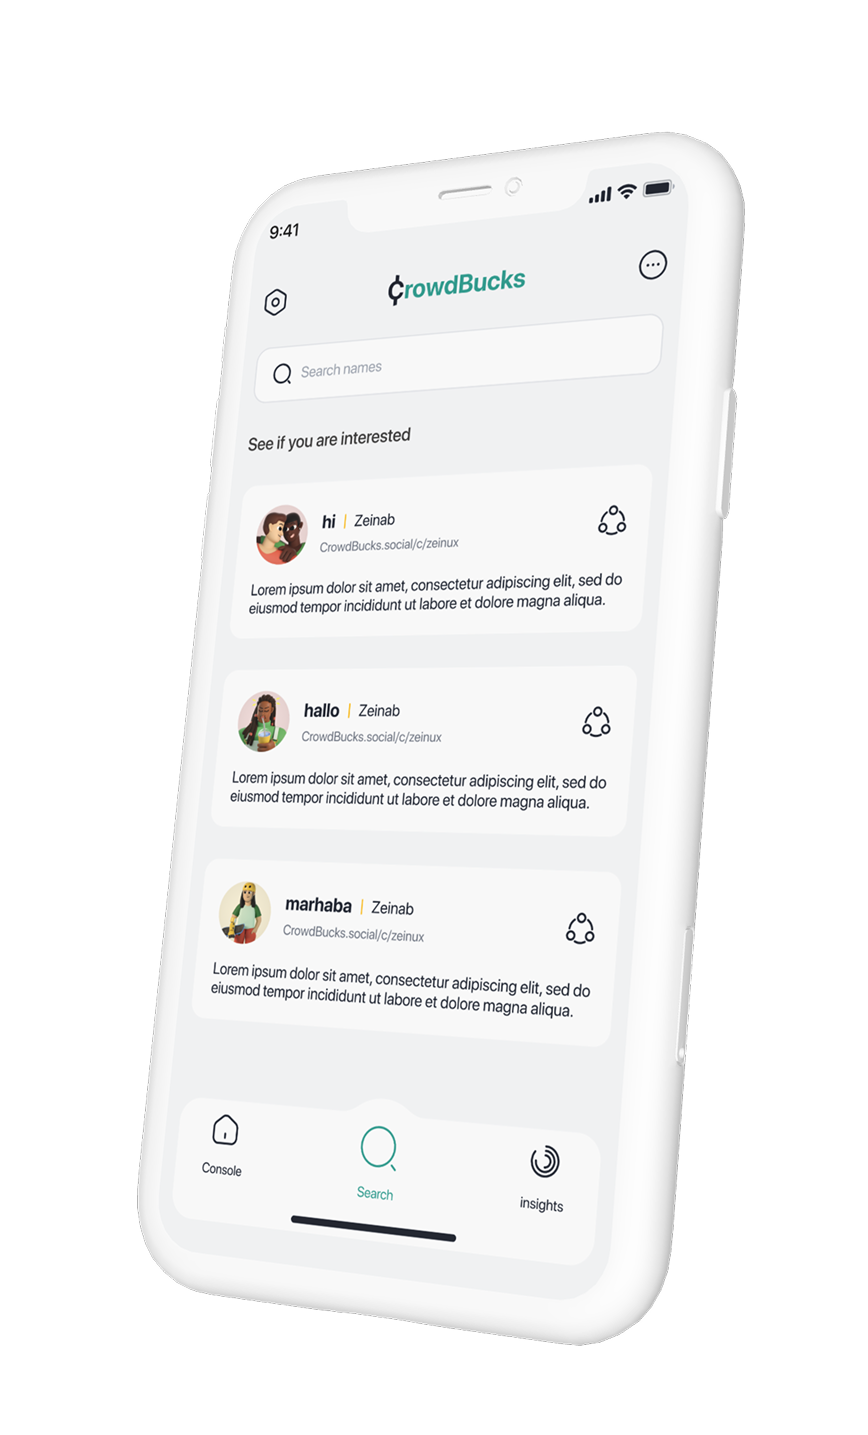 9:41
₵rowdBucks
Search names
See if you are interested
hi | Zeinab
CrowdBucks.social/c/zeinux
Lorem ipsum dolor sit amet, consectetur adipiscing elit, sed do
eiusmod tempor incididunt ut labore et dolore magna aliqua.
hallo | Zeinab
CrowdBucks.social/c/zeinux
Lorem ipsum dolor sit amet, consectetur adipiscing elit, sed do
eiusmod tempor incididunt ut labore et dolore magna aliqua.
marhaba | Zeinab
CrowdBucks.social/c/zeinux
Lorem ipsum dolor sit amet, consectetur adipiscing elit, sed do
eiusmod tempor incididunt ut labore et dolore magna aliqua.
Console
Search
insights